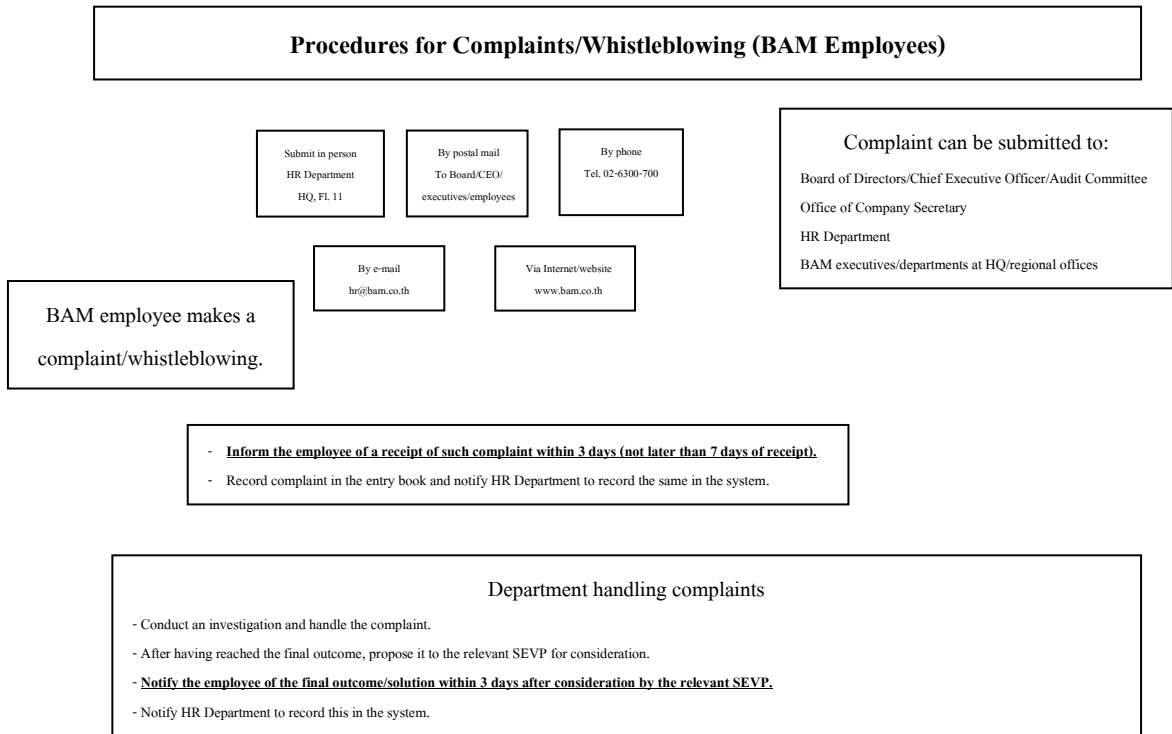 Procedures for Complaints/Whistleblowing (BAM Employees)
Submit in person
HR Department
HQ, Fl. 11
By postal mail
To Board/CEO/
executives/employees
By phone
Tel. 02-6300-700
Complaint can be submitted to:
Board of Directors/Chief Executive Officer/Audit Committee
Office of Company Secretary
HR Department
BAM executives/departments at HQ/regional offices
By e-mail
hr@bam.co.th
Via Internet/website
www.bam.co.th
BAM employee makes a
complaint/whistleblowing.
- Inform the employee of a receipt of such complaint within 3 days (not later than 7 days of receipt).
- Record complaint in the entry book and notify HR Department to record the same in the system.
Department handling complaints
- Conduct an investigation and handle the complaint.
- After having reached the final outcome, propose it to the relevant SEVP for consideration.
- Notify the employee of the final outcome/solution within 3 days after consideration by the relevant SEVP.
- Notify HR Department to record this in the system.